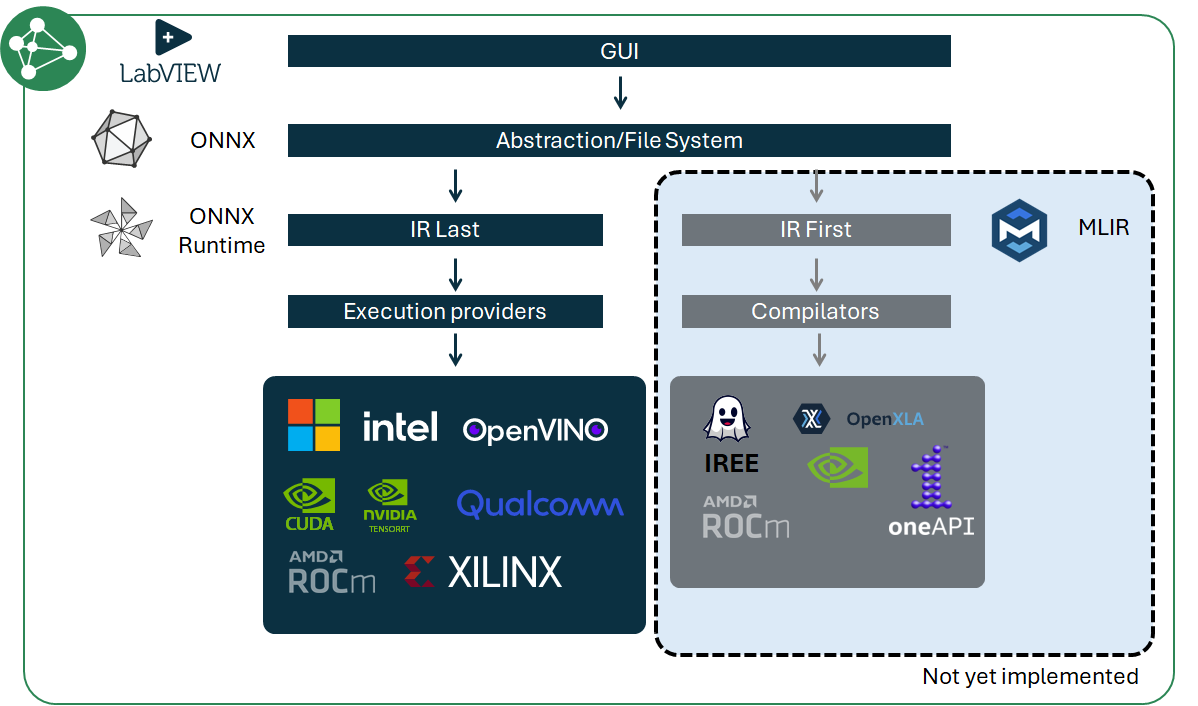 LabVIEW
GUI
ONNX
Abstraction/File System
ONNX
Runtime
IR Last
IR First
MLIR
Execution providers
Compilators
intel
OpenVINO
CUDA
NVIDIA
TENSORRT
Qualcomm
AMD
ROCm
XILINX
IREE
OpenXLA
AMD
ROCm
oneAPI
Not yet implemented